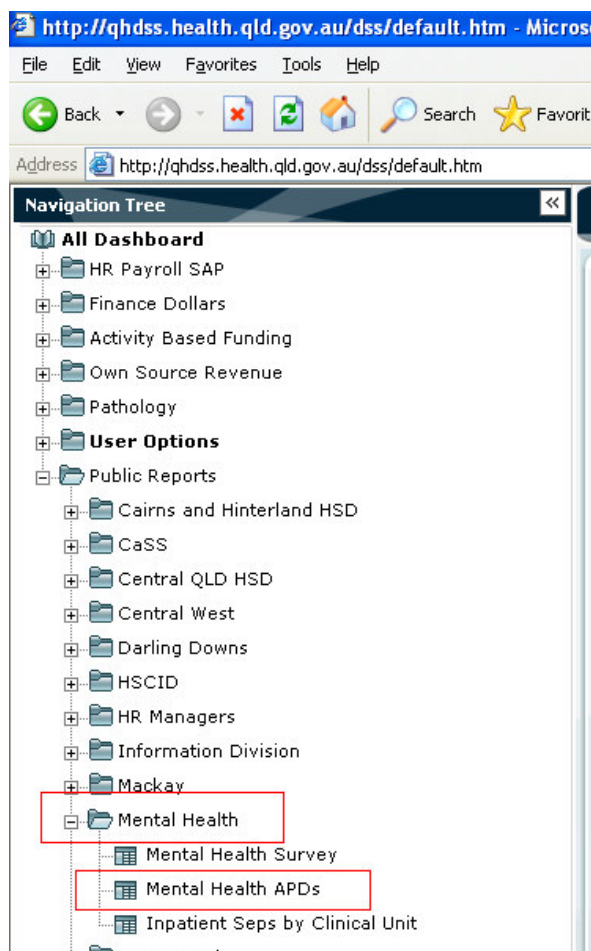 http://qhdss.health.qld.gov.au/dss/default.htm - Micros
File Edit View Favorites Tools Help
Back Search Favorit
Address http://qhdss.health.qld.gov.au/dss/default.htm
Navigation Tree
All Dashboard
HR Payroll SAP
Finance Dollars
Activity Based Funding
Own Source Revenue
Pathology
User Options
Public Reports
Cairns and Hinterland HSD
CaSS
Central QLD HSD
Central West
Darling Downs
HSCID
HR Managers
Information Division
Mackay
Mental Health
Mental Health Survey
Mental Health APDs
Inpatient Seps by Clinical Unit